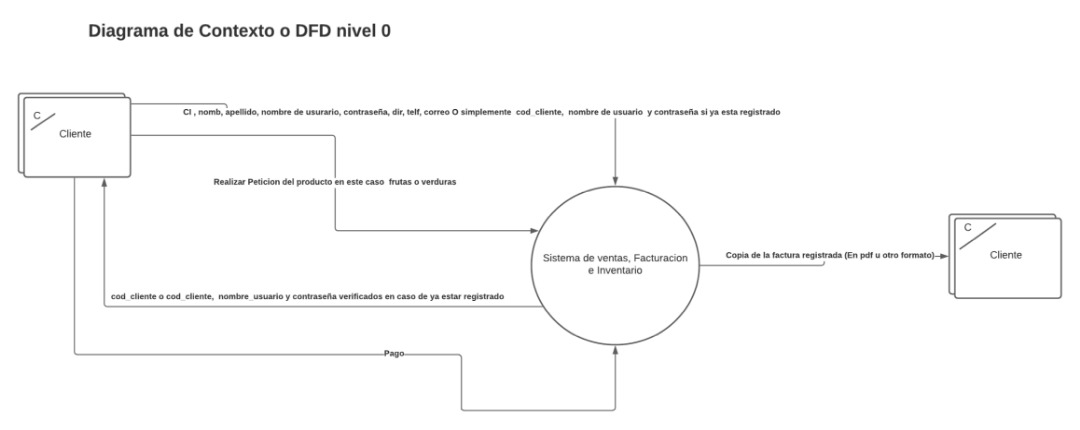 Diagrama de Contexto o DFD nivel 0
C
Cliente
CI , nomb, apellido, nombre de usurario, contraseña, dir, telf, correo O simplemente cod_cliente, nombre de usuario y contraseña si ya esta registrado
Realizar Peticion del producto en este caso frutas o verduras
C
Cliente
Sistema de ventas, Facturacion
e Inventario
Copia de la factura registrada (En pdf u otro formato)
cod_cliente o cod_cliente, nombre_usuario y contraseña verificados en caso de ya estar registrado
Pago